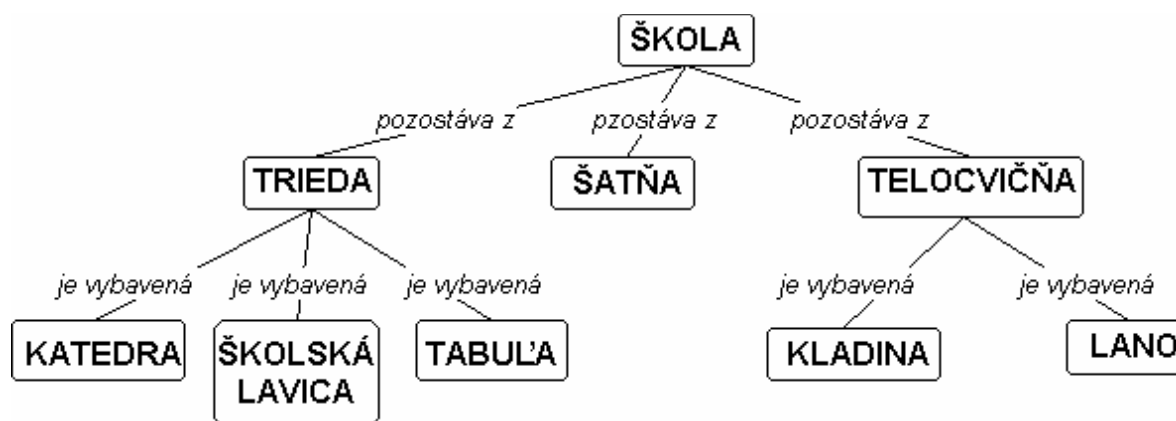 ŠKOLA
pozostáva z pzostáva z pozostáva z
TRIEDA ŠATŇA TELOCVIČŇA
je vybavená je vybavená je vybavená je vybavená je vybavená
KATEDRA ŠKOLSKÁ TABUĽA KLADINA LANO
LAVICA